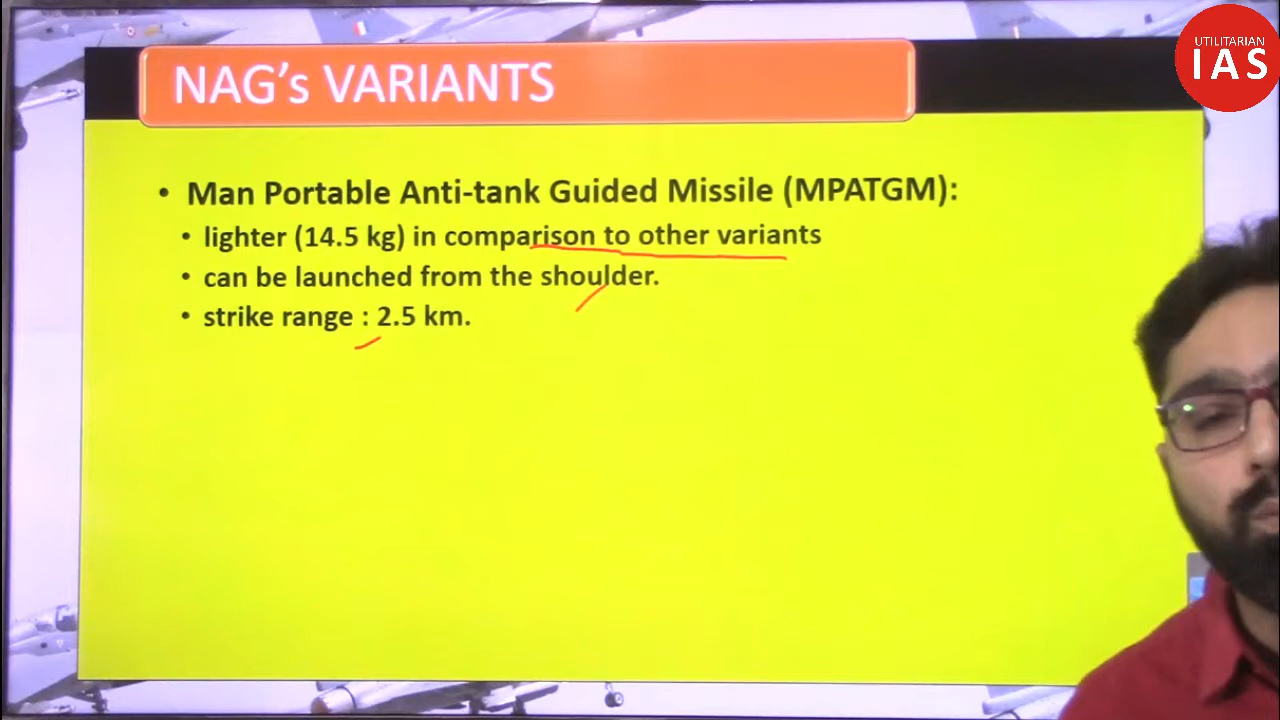 UTILITARIAN
IAS
NAG's VARIANTS
• Man Portable Anti-tank Guided Missile (MPATGM):
• lighter (14.5 kg) in comparison to other variants
• can be launched from the shoulder.
• strike range : 2.5 km.